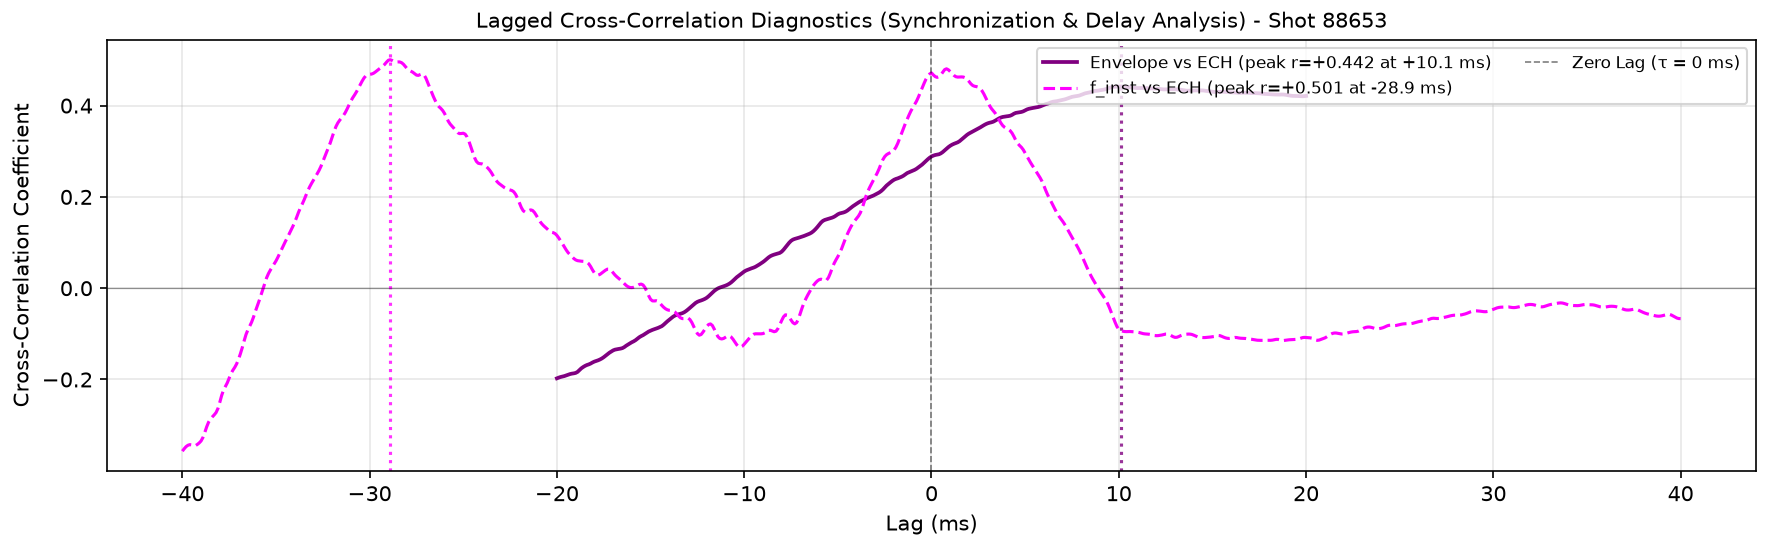 Lagged Cross-Correlation Diagnostics (Synchronization & Delay Analysis) - Shot 88653
Envelope vs ECH (peak r=+0.442 at +10.1 ms)
f_inst vs ECH (peak r=+0.501 at -28.9 ms)
Zero Lag (τ = 0 ms)
Cross-Correlation Coefficient
0.4
0.2
0.0
−0.2
−40
−30
−20
−10
0
10
20
30
40
Lag (ms)